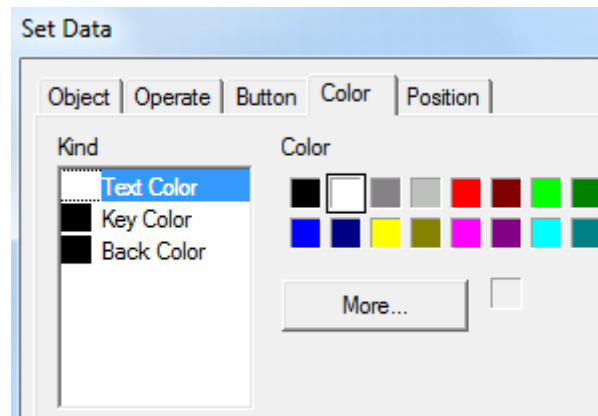 Set Data
Object Operate Button Color Position
Kind
Color
Text Color
Key Color
Back Color
More...